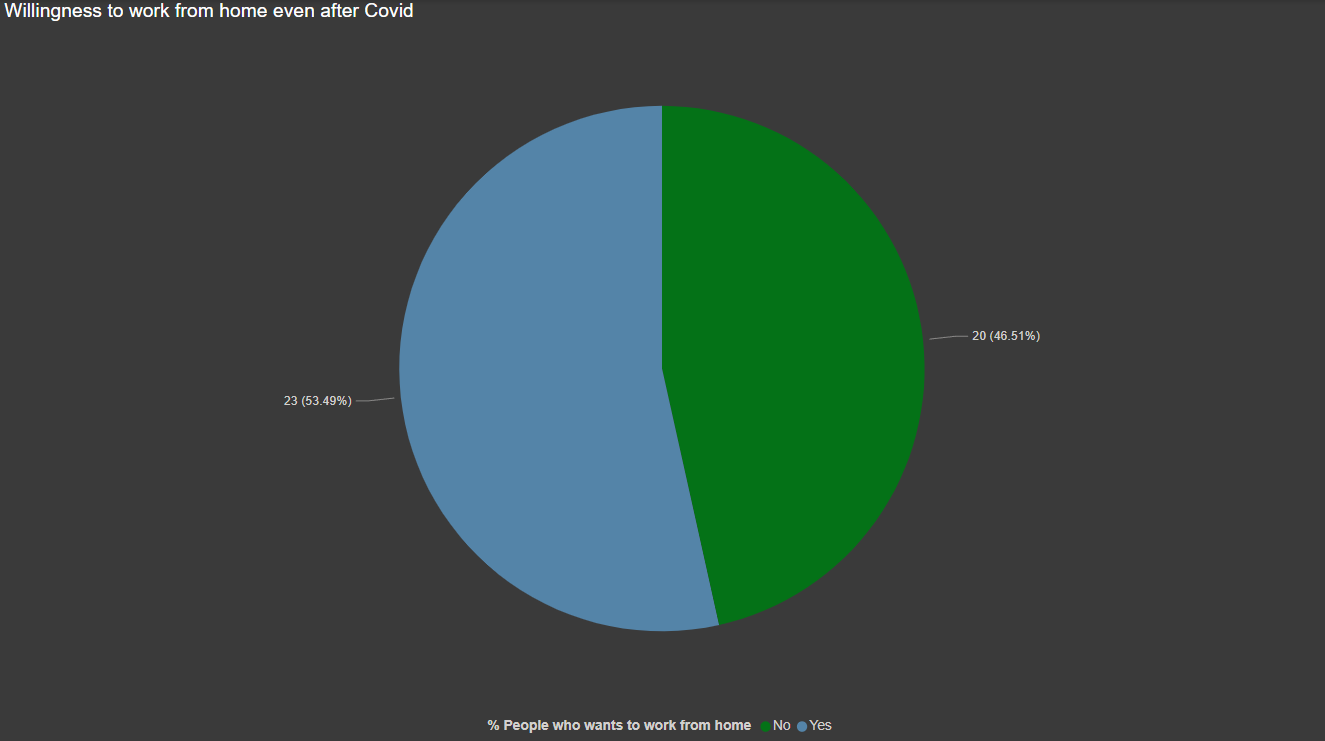 Willingness to work from home even after Covid
20 (46.51%)
23 (53.49%)
% People who wants to work from home No Yes